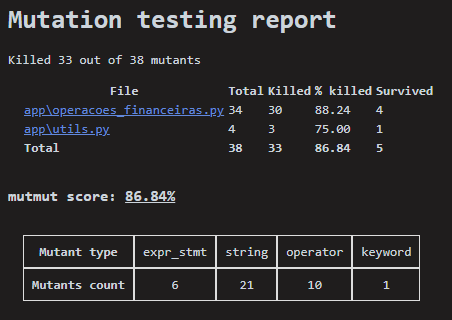 Mutation testing report
Killed 33 out of 38 mutants
File Total Killed % killed Survived
app\operacoes_financeiras.py 34 30 88.24 4
app\utils.py 4 3 75.00 1
Total 38 33 86.84 5
mutmut score: 86.84%
Mutant type expr_stmt string operator keyword
Mutants count 6 21 10 1